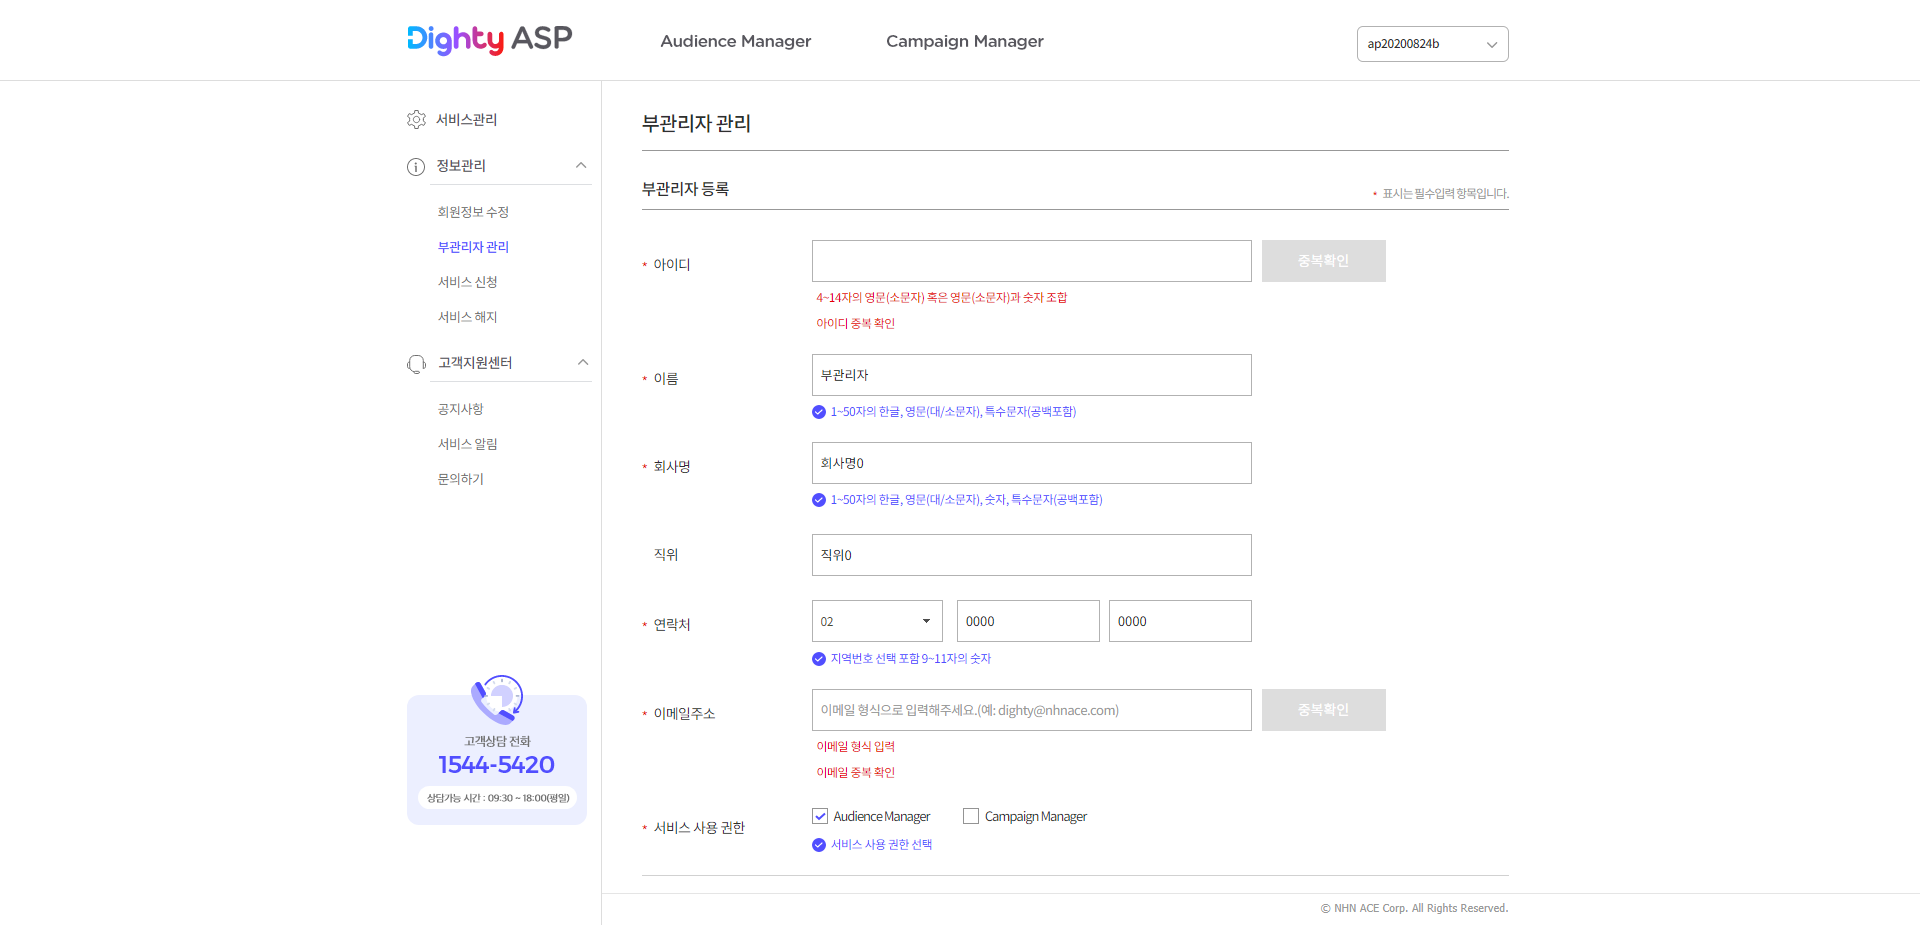 Dighty ASP
Audience Manager
Campaign Manager
ap20200824b
서비스관리
정보관리
회원정보 수정
부관리자 관리
서비스 신청
서비스 해지
고객지원센터
공지사항
서비스 알림
문의하기
고객상담 전화
1544-5420
상담가능 시간 : 09:30 ~ 18:00(평일)
부관리자 관리
부관리자 등록
* 표시는 필수입력 항목입니다.
* 아이디
중복확인
4~14자의 영문(소문자) 혹은 영문(소문자)과 숫자 조합
아이디 중복 확인
* 이름
부관리자
1~50자의 한글, 영문(대/소문자), 특수문자(공백포함)
* 회사명
회사명0
1~50자의 한글, 영문(대/소문자), 숫자, 특수문자(공백포함)
직위
직위0
* 연락처
02
0000
0000
지역번호 선택 포함 9~11자의 숫자
* 이메일주소
이메일 형식으로 입력해주세요.(예: dighty@nhnace.com)
중복확인
이메일 형식 입력
이메일 중복 확인
* 서비스 사용 권한
Audience Manager
Campaign Manager
서비스 사용 권한 선택
© NHN ACE Corp. All Rights Reserved.